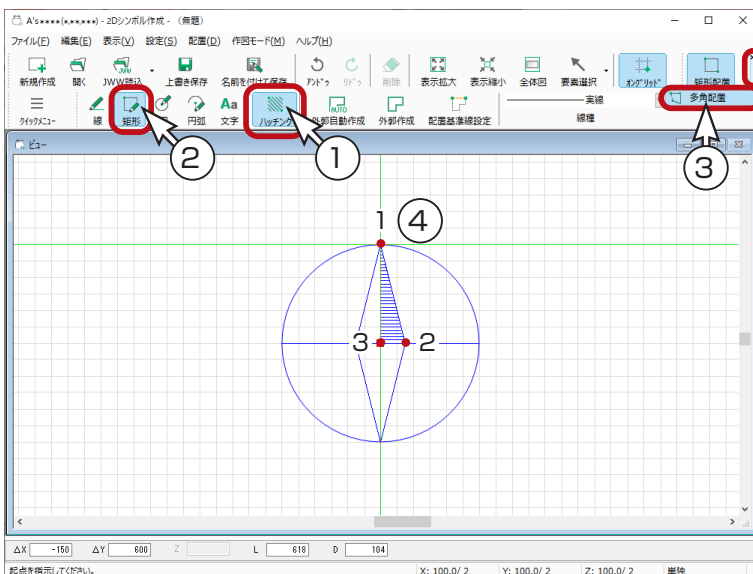 A's****(*,**,***) - 2Dシンボル作成 - （無題）
ファイル(F) 編集(E) 表示(V) 設定(S) 配置(D) 作図モード(M) ヘルプ(H)
新規作成 開く JWW読込 上書き保存 名前を付けて保存 アンドゥ リドゥ 削除 表示拡大 表示縮小 全体図 要素選択 オングリッド 矩形配置
クイックメニュー 線 矩形 円弧 文字 ハッチング 外郭自動作成 外郭作成 配置基準線設定 実線 線種 多角配置
② ① ③
ビュー
1 ④
3 2
ΔX -150 ΔY 600 Z L 618 D 104
起点を指示してください。 X: 100.0/ 2 Y: 100.0/ 2 Z: 100.0/ 2 単独